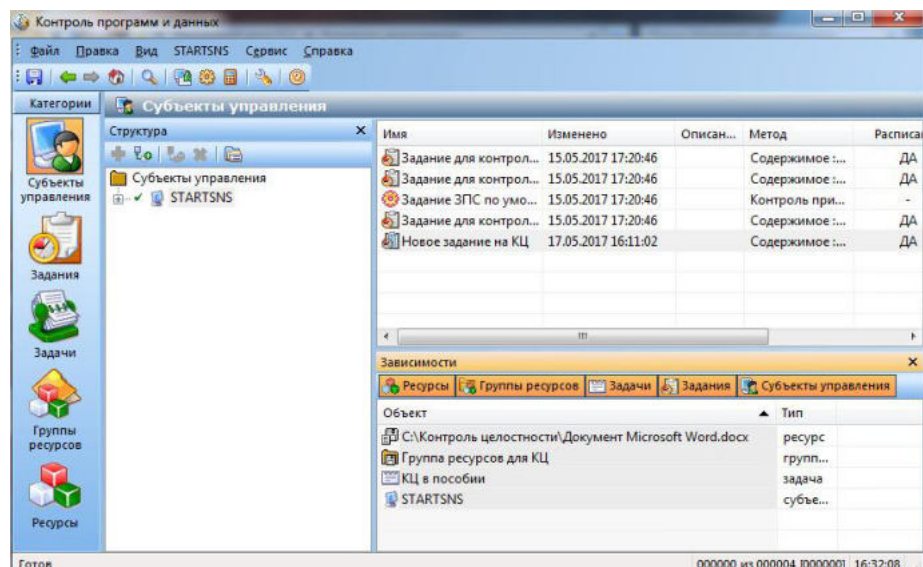 Контроль программ и данных
Файл Правка Вид STARTSNS Сервис Справка
Категории
Субъекты управления
Субъекты
управления
Задания
Задачи
Группы
ресурсов
Ресурсы
Структура
Субъекты управления
STARTSNS
Имя Изменено Описан... Метод Расписа
Задание для контрол... 15.05.2017 17:20:46 Содержимое :... ДА
Задание для контрол... 15.05.2017 17:20:46 Содержимое :... ДА
Задание ЗПС по умо... 15.05.2017 17:20:46 Контроль при... -
Задание для контрол... 15.05.2017 17:20:46 Содержимое :... ДА
Новое задание на КЦ 17.05.2017 16:11:02 Содержимое :... ДА
Зависимости
Ресурсы Группы ресурсов Задачи Задания Субъекты управления
Объект Тип
C:\Контроль целостности\Документ Microsoft Word.docx ресурс
Группа ресурсов для КЦ групп...
КЦ в пособии задача
STARTSNS субъе...
Готов 000000 из 000004 [000000] 16:32:08